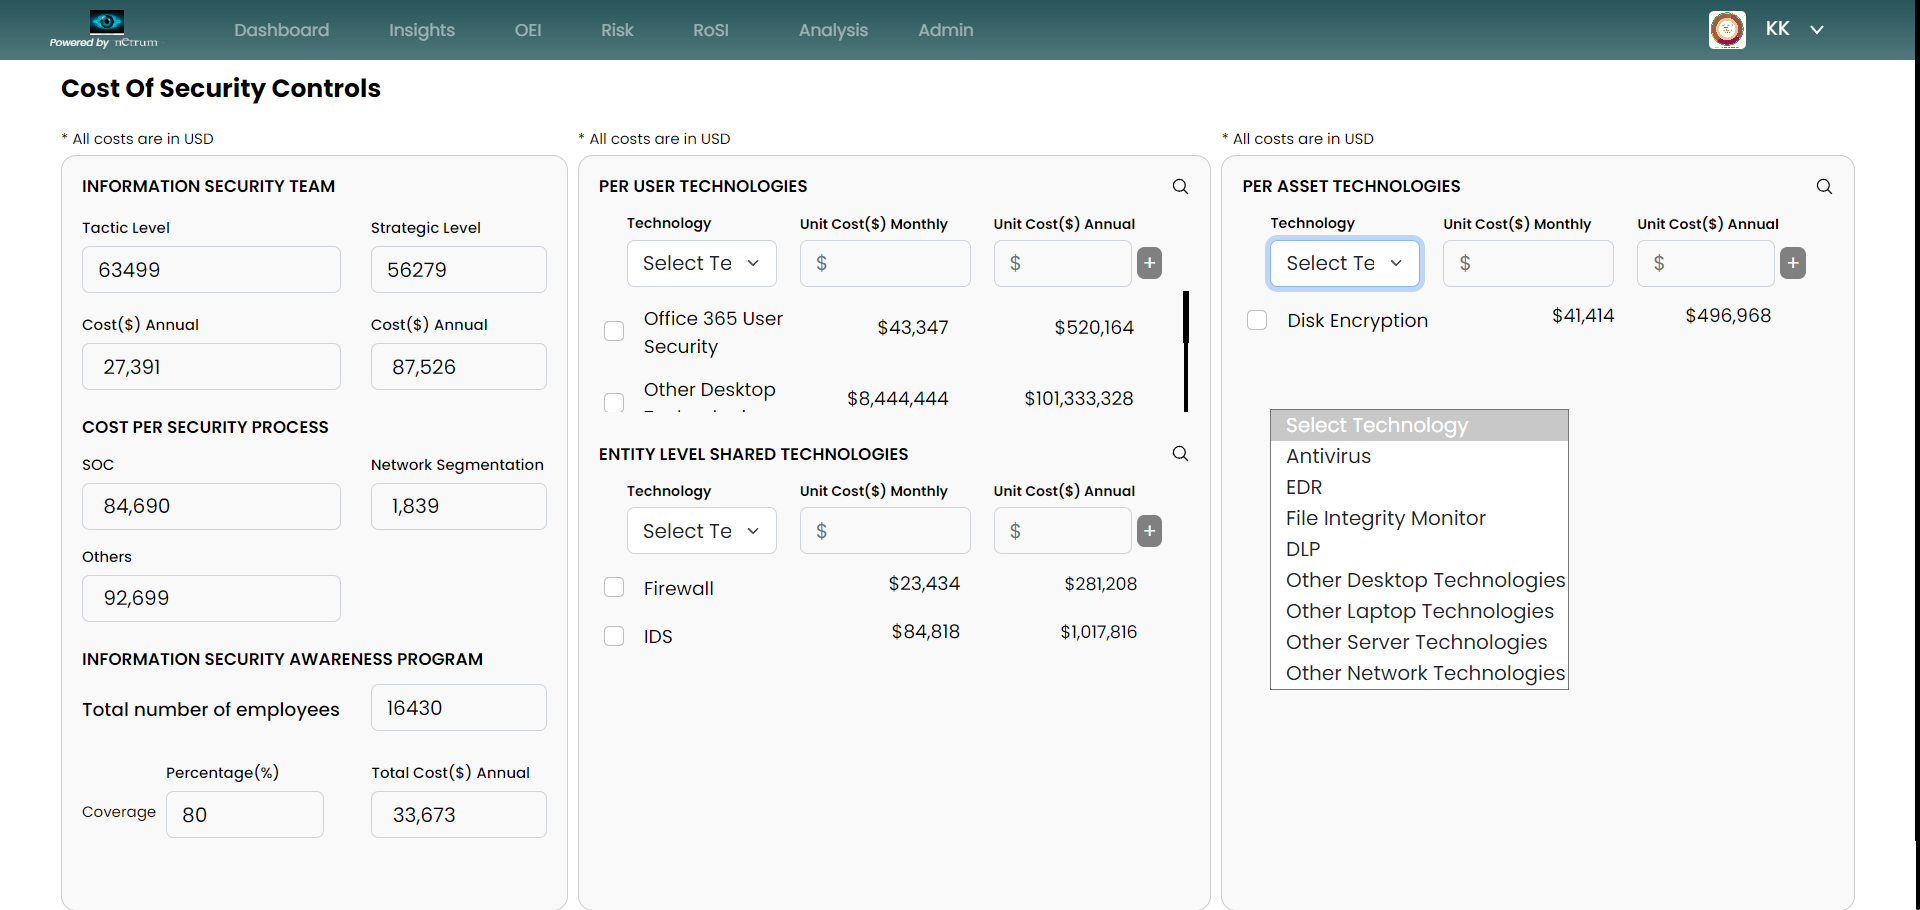 Powered by nCtrum
Dashboard
Insights
OEI
Risk
RoSI
Analysis
Admin
KK
Cost Of Security Controls
* All costs are in USD
INFORMATION SECURITY TEAM
Tactic Level
Strategic Level
63499
56279
Cost($) Annual
Cost($) Annual
27,391
87,526
COST PER SECURITY PROCESS
SOC
Network Segmentation
84,690
1,839
Others
92,699
INFORMATION SECURITY AWARENESS PROGRAM
Total number of employees
16430
Percentage(%)
Total Cost($) Annual
Coverage
80
33,673
* All costs are in USD
PER USER TECHNOLOGIES
Technology
Unit Cost($) Monthly
Unit Cost($) Annual
Select Te
$
$
+
Office 365 User
Security
$43,347
$520,164
Other Desktop
$8,444,444
$101,333,328
ENTITY LEVEL SHARED TECHNOLOGIES
Technology
Unit Cost($) Monthly
Unit Cost($) Annual
Select Te
$
$
+
Firewall
$23,434
$281,208
IDS
$84,818
$1,017,816
* All costs are in USD
PER ASSET TECHNOLOGIES
Technology
Unit Cost($) Monthly
Unit Cost($) Annual
Select Te
$
$
+
Disk Encryption
$41,414
$496,968
Select Technology
Antivirus
EDR
File Integrity Monitor
DLP
Other Desktop Technologies
Other Laptop Technologies
Other Server Technologies
Other Network Technologies